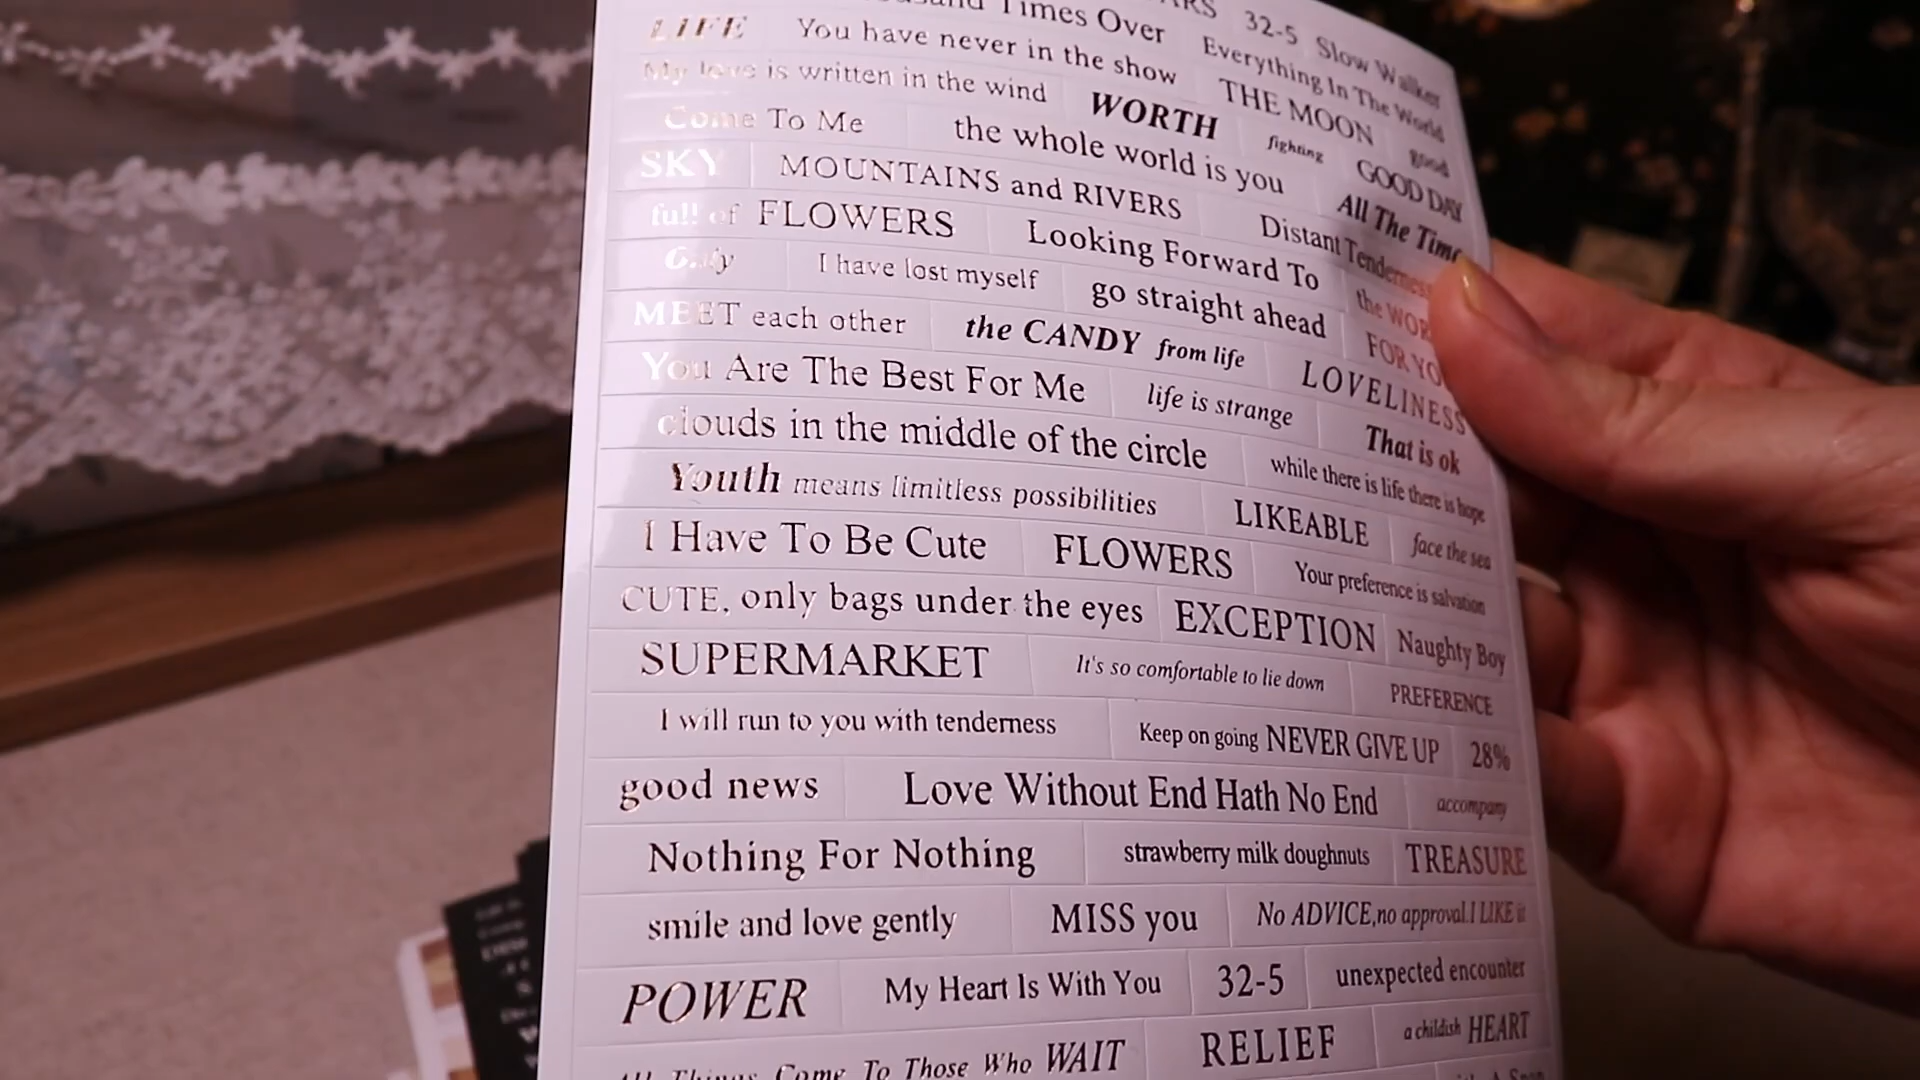 Times Over 32-5 Slow Walker
LIFE You have never in the show Everything In The World
My love is written in the wind WORTH THE MOON good
Come To Me the whole world is you fighting GOOD DAY
SKY MOUNTAINS and RIVERS All The Time
full of FLOWERS Looking Forward To Distant Tenderness
I have lost myself go straight ahead the
MEET each other the CANDY from life FOR
You Are The Best For Me life is strange LOVELINESS
clouds in the middle of the circle That is ok
Youth means limitless possibilities while there is life there is hope
I Have To Be Cute FLOWERS LIKEABLE face the sea
CUTE, only bags under the eyes EXCEPTION Your preference is salvation
SUPERMARKET It's so comfortable to lie down Naughty Boy
I will run to you with tenderness PREFERENCE
Keep on going NEVER GIVE UP 28%
good news Love Without End Hath No End accompany
Nothing For Nothing strawberry milk doughnuts TREASURE
smile and love gently MISS you No ADVICE,no approval.I LIKE it
POWER My Heart Is With You 32-5 unexpected encounter
All Things Come To Those Who WAIT RELIEF a childish HEART